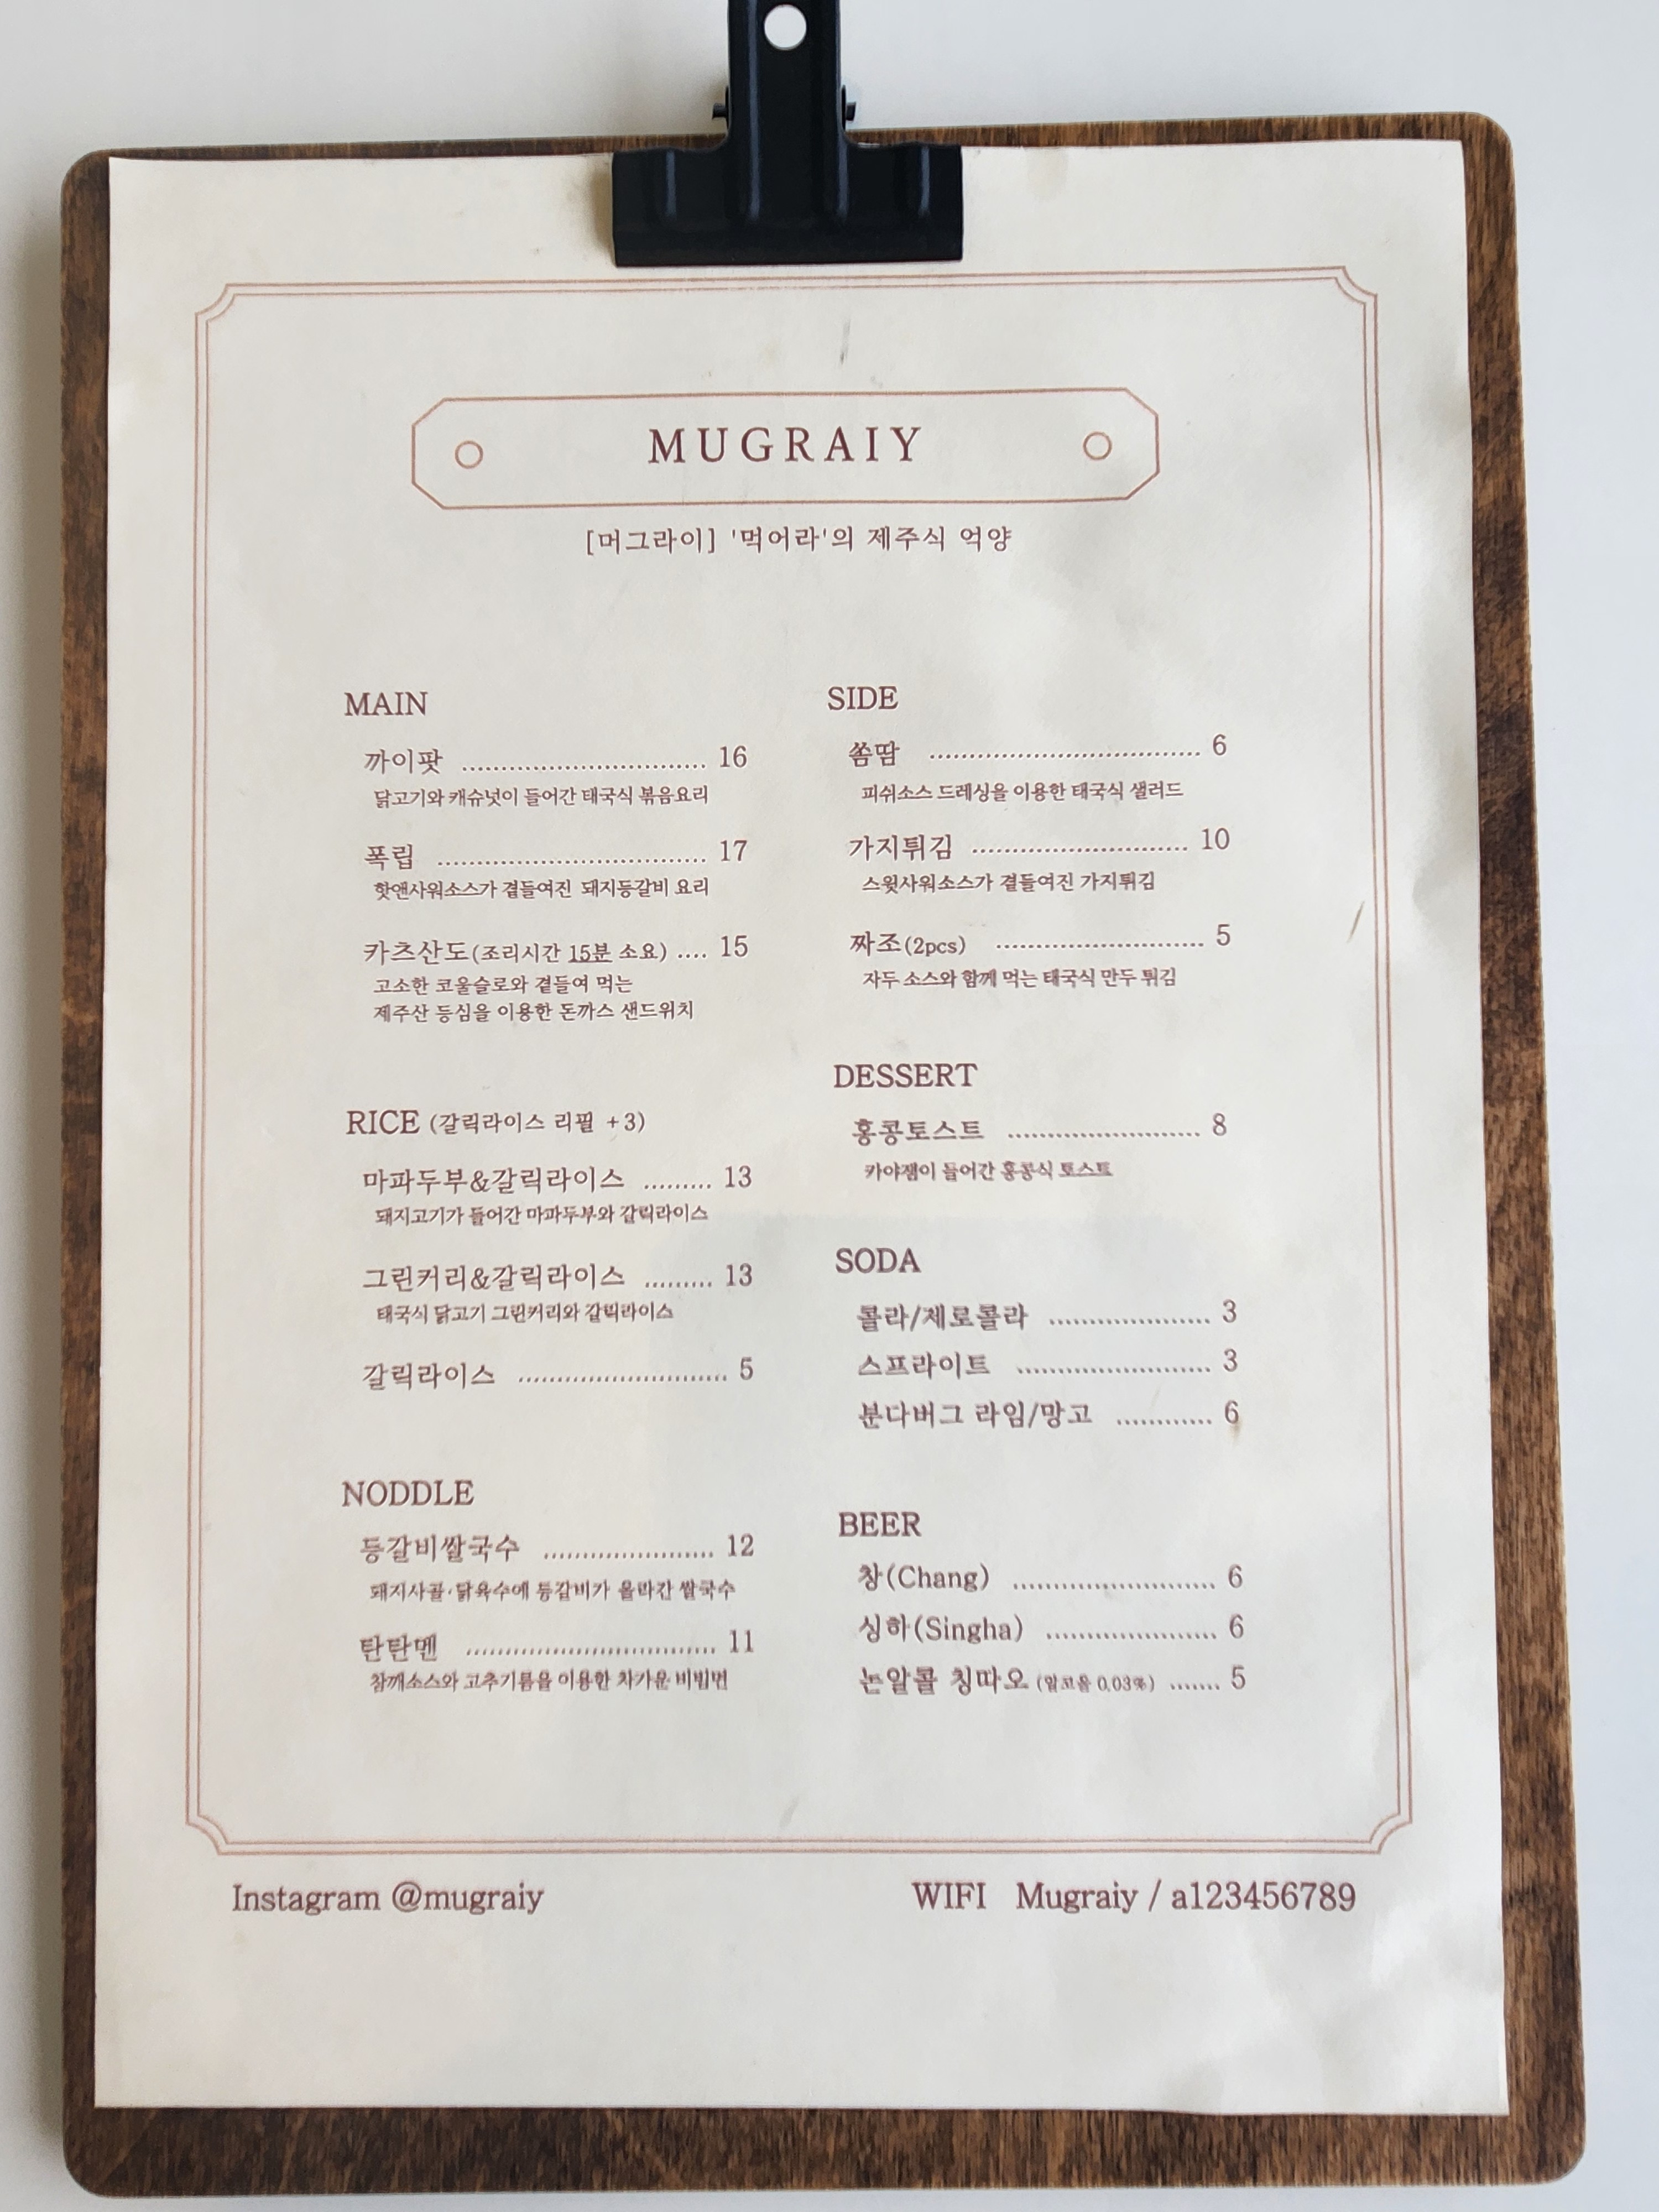 MUGRAIY
[머그라이] '먹어라'의 제주식 억양
MAIN
까이팟 ................................ 16
닭고기와 캐슈넛이 들어간 태국식 볶음요리
폭립 ................................... 17
핫앤사워소스가 곁들여진 돼지등갈비 요리
카츠산도(조리시간 15분 소요) .... 15
고소한 코울슬로와 곁들여 먹는
제주산 등심을 이용한 돈까스 샌드위치
RICE (갈릭라이스 리필 +3)
마파두부&갈릭라이스 ......... 13
돼지고기가 들어간 마파두부와 갈릭라이스
그린커리&갈릭라이스 ......... 13
태국식 닭고기 그린커리와 갈릭라이스
갈릭라이스 ........................... 5
NODDLE
등갈비쌀국수 ...................... 12
돼지사골·닭육수에 등갈비가 올라간 쌀국수
탄탄멘 ................................ 11
참깨소스와 고추기름을 이용한 차가운 비빔면
SIDE
쏨땀 ................................... 6
피쉬소스 드레싱을 이용한 태국식 샐러드
가지튀김 ............................ 10
스윗사워소스가 곁들여진 가지튀김
짜조(2pcs) ........................... 5
자두 소스와 함께 먹는 태국식 만두 튀김
DESSERT
홍콩토스트 ......................... 8
카야잼이 들어간 홍콩식 토스트
SODA
콜라/제로콜라 ..................... 3
스프라이트 ......................... 3
분다버그 라임/망고 ............ 6
BEER
창(Chang) .......................... 6
싱하(Singha) ...................... 6
논알콜 칭따오 (알코올 0.03%) ....... 5
Instagram @mugraiy
WIFI Mugraiy / a123456789